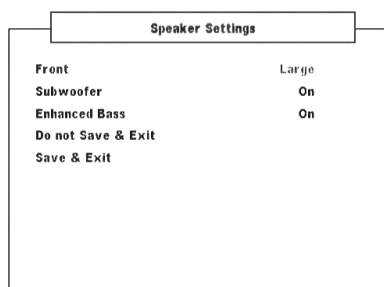 Speaker Settings
Front Large
Subwoofer On
Enhanced Bass On
Do not Save & Exit
Save & Exit